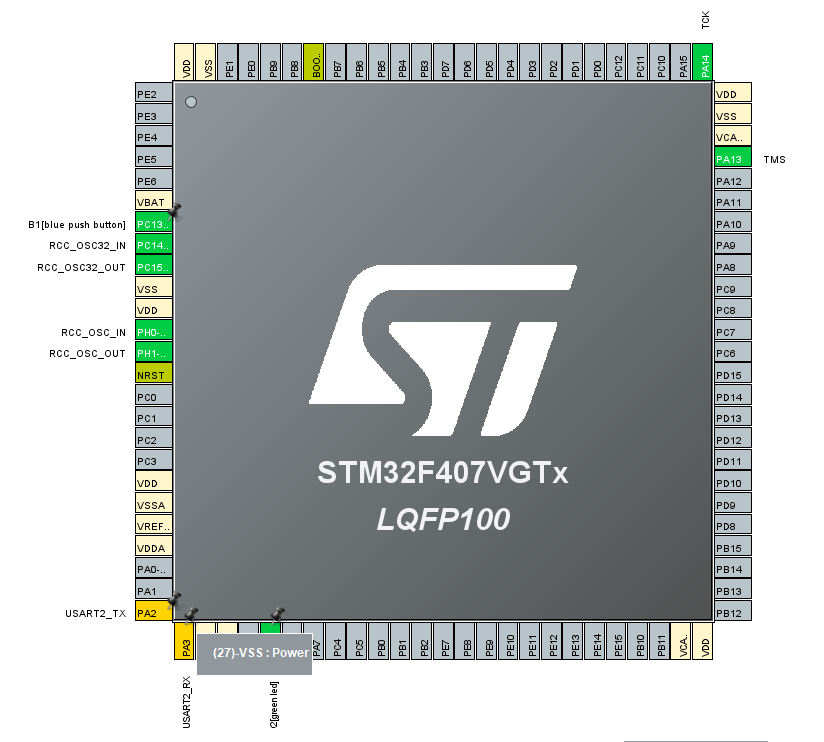 TCK
VDD
VSS
PE1
PE0
PB9
PB8
BOO..
PB7
PB6
PB5
PB4
PB3
PD7
PD6
PD5
PD4
PD3
PD2
PD1
PD0
PC12
PC11
PC10
PA15
PA14
PE2
PE3
PE4
PE5
PE6
VBAT
B1[blue push button] PC13..
RCC_OSC32_IN PC14..
RCC_OSC32_OUT PC15..
VSS
VDD
RCC_OSC_IN PH0-..
RCC_OSC_OUT PH1-..
NRST
PC0
PC1
PC2
PC3
VDD
VSSA
VREF..
VDDA
PA0-..
PA1
USART2_TX PA2
ST
STM32F407VGTx
LQFP100
VDD
VSS
VCA..
PA13 TMS
PA12
PA11
PA10
PA9
PA8
PC9
PC8
PC7
PC6
PD15
PD14
PD13
PD12
PD11
PD10
PD9
PD8
PB15
PB14
PB13
PB12
PA3
(27)-VSS : Power
PA7
PC4
PC5
PB0
PB1
PB2
PE7
PE8
PE9
PE10
PE11
PE12
PE13
PE14
PE15
PB10
PB11
VCA..
VDD
USART2_RX
2[green led]